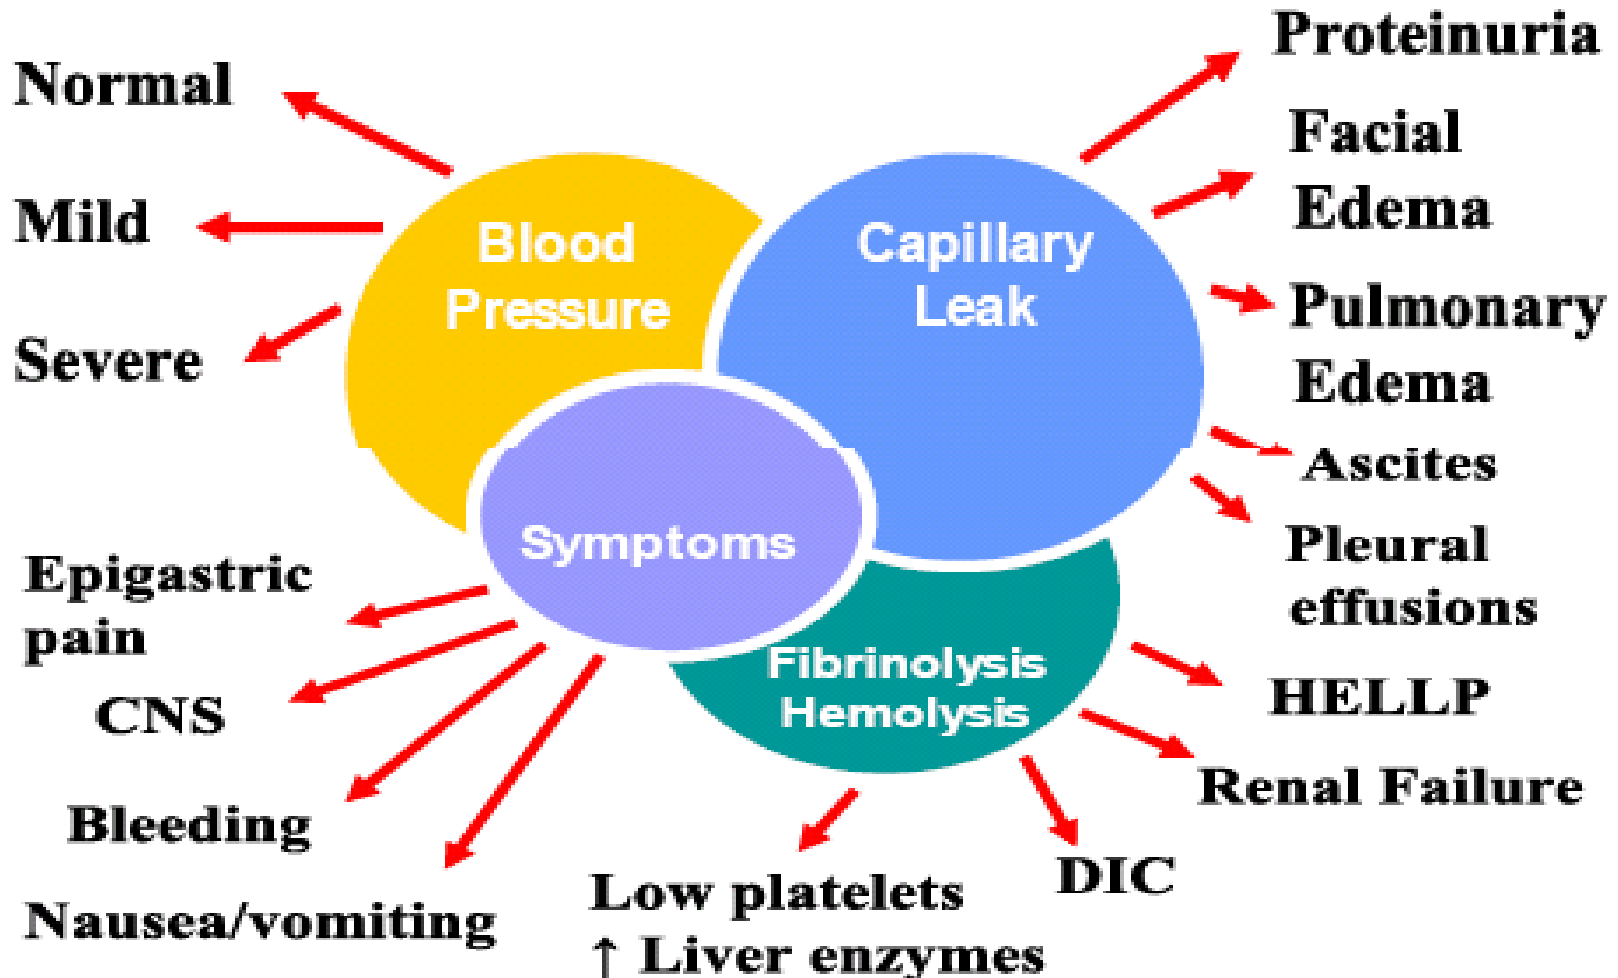 Normal
Mild
Severe
Blood
Pressure
Capillary
Leak
Proteinuria
Facial
Edema
Pulmonary
Edema
Ascites
Pleural
effusions
Symptoms
Epigastric
pain
CNS
Bleeding
Nausea/vomiting
Fibrinolysis
Hemolysis
HELLP
Renal Failure
DIC
Low platelets
↑ Liver enzymes